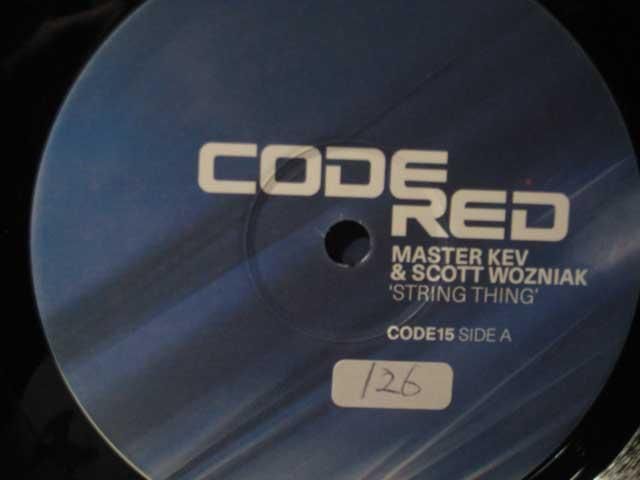 CODE
RED
MASTER KEV
& SCOTT WOZNIAK
'STRING THING'
CODE15 SIDE A
126